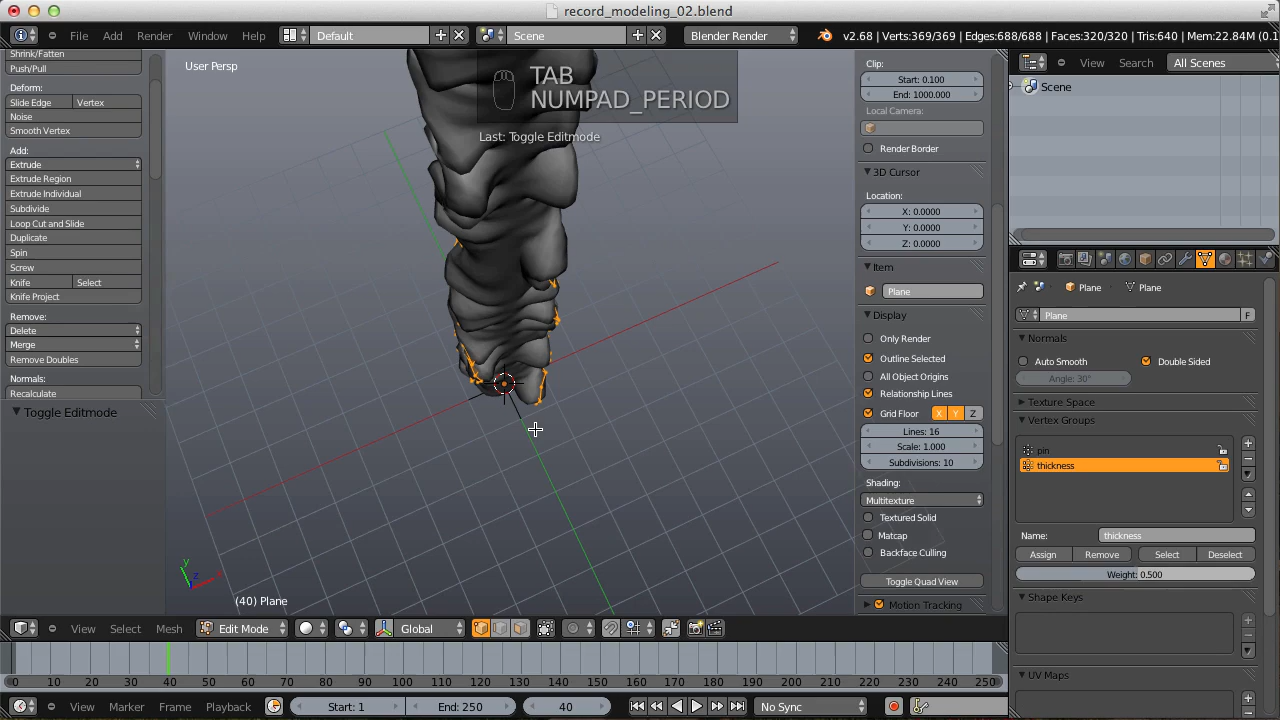 record_modeling_02.blend
File Add Render Window Help Default Scene Blender Render v2.68 | Verts:369/369 | Edges:688/688 | Faces:320/320 | Tris:640 | Mem:22.84M (0.1
Shrink/Fatten
Push/Pull
Deform:
Slide Edge Vertex
Noise
Smooth Vertex
Add:
Extrude
Extrude Region
Extrude Individual
Subdivide
Loop Cut and Slide
Duplicate
Spin
Screw
Knife Select
Knife Project
Remove:
Delete
Merge
Remove Doubles
Normals:
Recalculate
Toggle Editmode
User Persp
TAB
NUMPAD_PERIOD
Last: Toggle Editmode
y
z
(40) Plane
Clip:
Start: 0.100
End: 1000.000
Local Camera:
Render Border
3D Cursor
Location:
X: 0.0000
Y: 0.0000
Z: 0.0000
Item
Plane
Display
Only Render
Outline Selected
All Object Origins
Relationship Lines
Grid Floor X Y Z
Lines: 16
Scale: 1.000
Subdivisions: 10
Shading:
Multitexture
Textured Solid
Matcap
Backface Culling
Toggle Quad View
Motion Tracking
View Search All Scenes
Scene
Plane Plane
Plane F
Normals
Auto Smooth Double Sided
Angle: 30°
Texture Space
Vertex Groups
pin
thickness
Name: thickness
Assign Remove Select Deselect
Weight: 0.500
Shape Keys
UV Maps
View Select Mesh Edit Mode Global
0 10 20 30 40 50 60 70 80 90 100 110 120 130 140 150 160 170 180 190 200 210 220 230 240 250
View Marker Frame Playback Start: 1 End: 250 40 No Sync